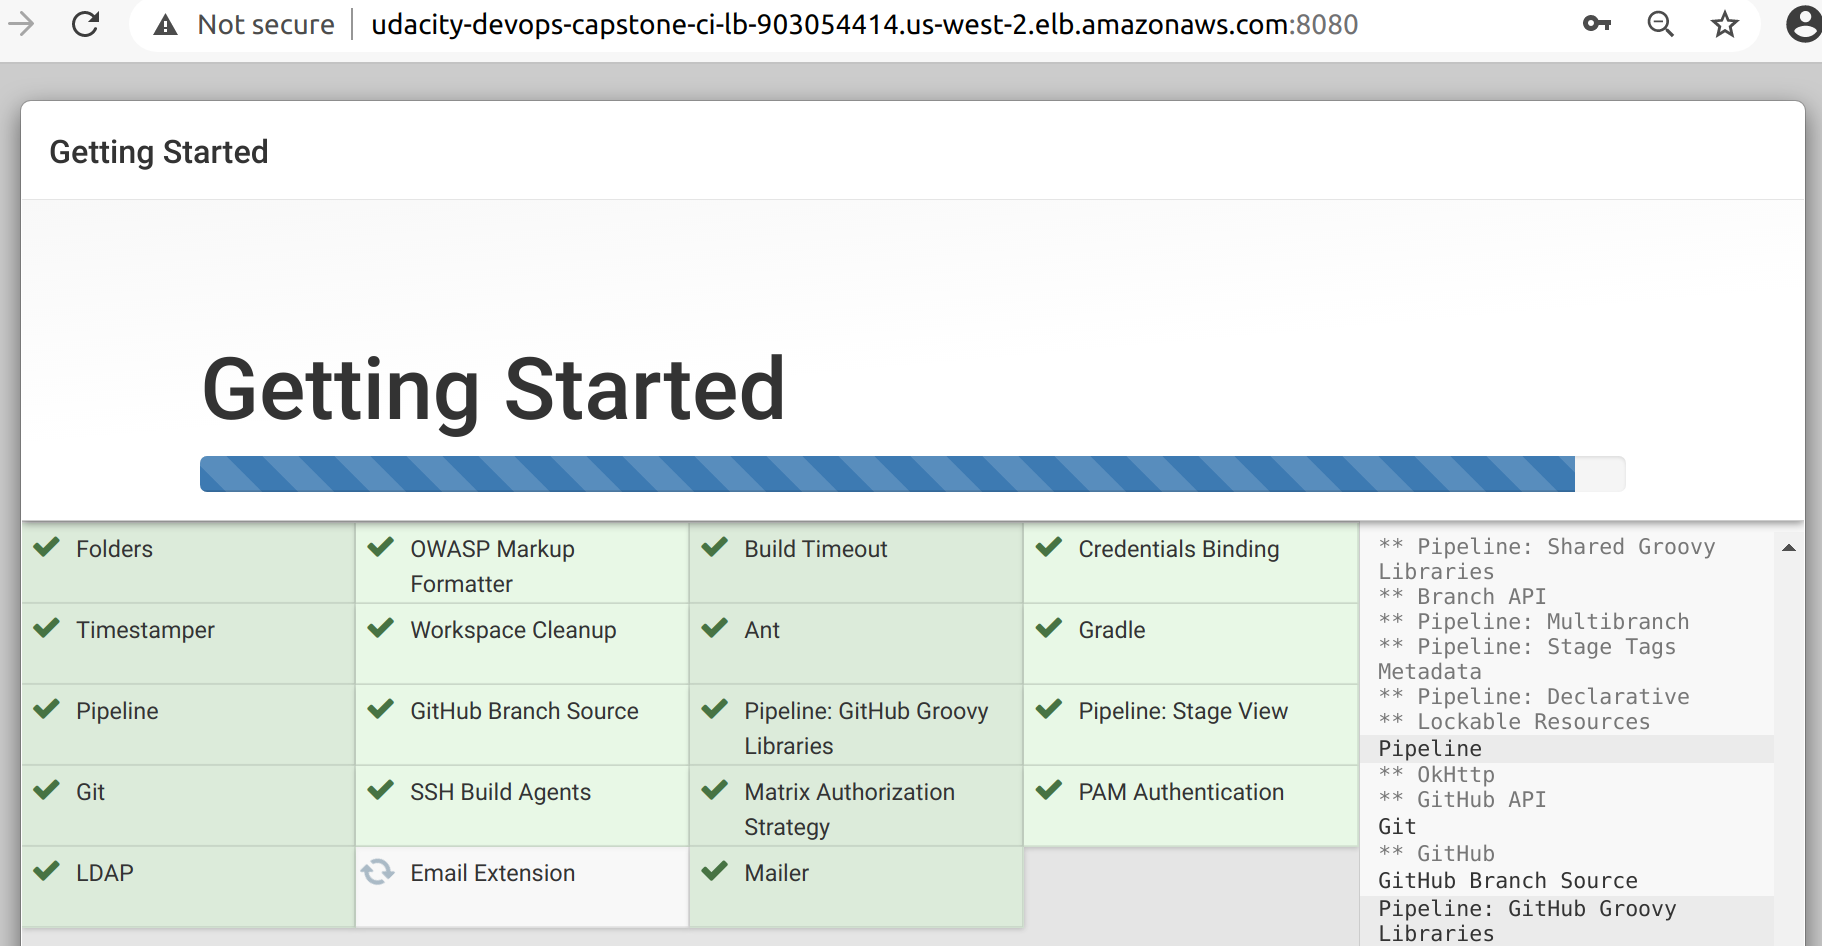 Not secure udacity-devops-capstone-ci-lb-903054414.us-west-2.elb.amazonaws.com:8080
Getting Started
Getting Started
Folders
OWASP Markup
Formatter
Build Timeout
Credentials Binding
Timestamper
Workspace Cleanup
Ant
Gradle
Pipeline
GitHub Branch Source
Pipeline: GitHub Groovy
Libraries
Pipeline: Stage View
Git
SSH Build Agents
Matrix Authorization
Strategy
PAM Authentication
LDAP
Email Extension
Mailer
** Pipeline: Shared Groovy
Libraries
** Branch API
** Pipeline: Multibranch
** Pipeline: Stage Tags
Metadata
** Pipeline: Declarative
** Lockable Resources
Pipeline
** OkHttp
** GitHub API
Git
** GitHub
GitHub Branch Source
Pipeline: GitHub Groovy
Libraries